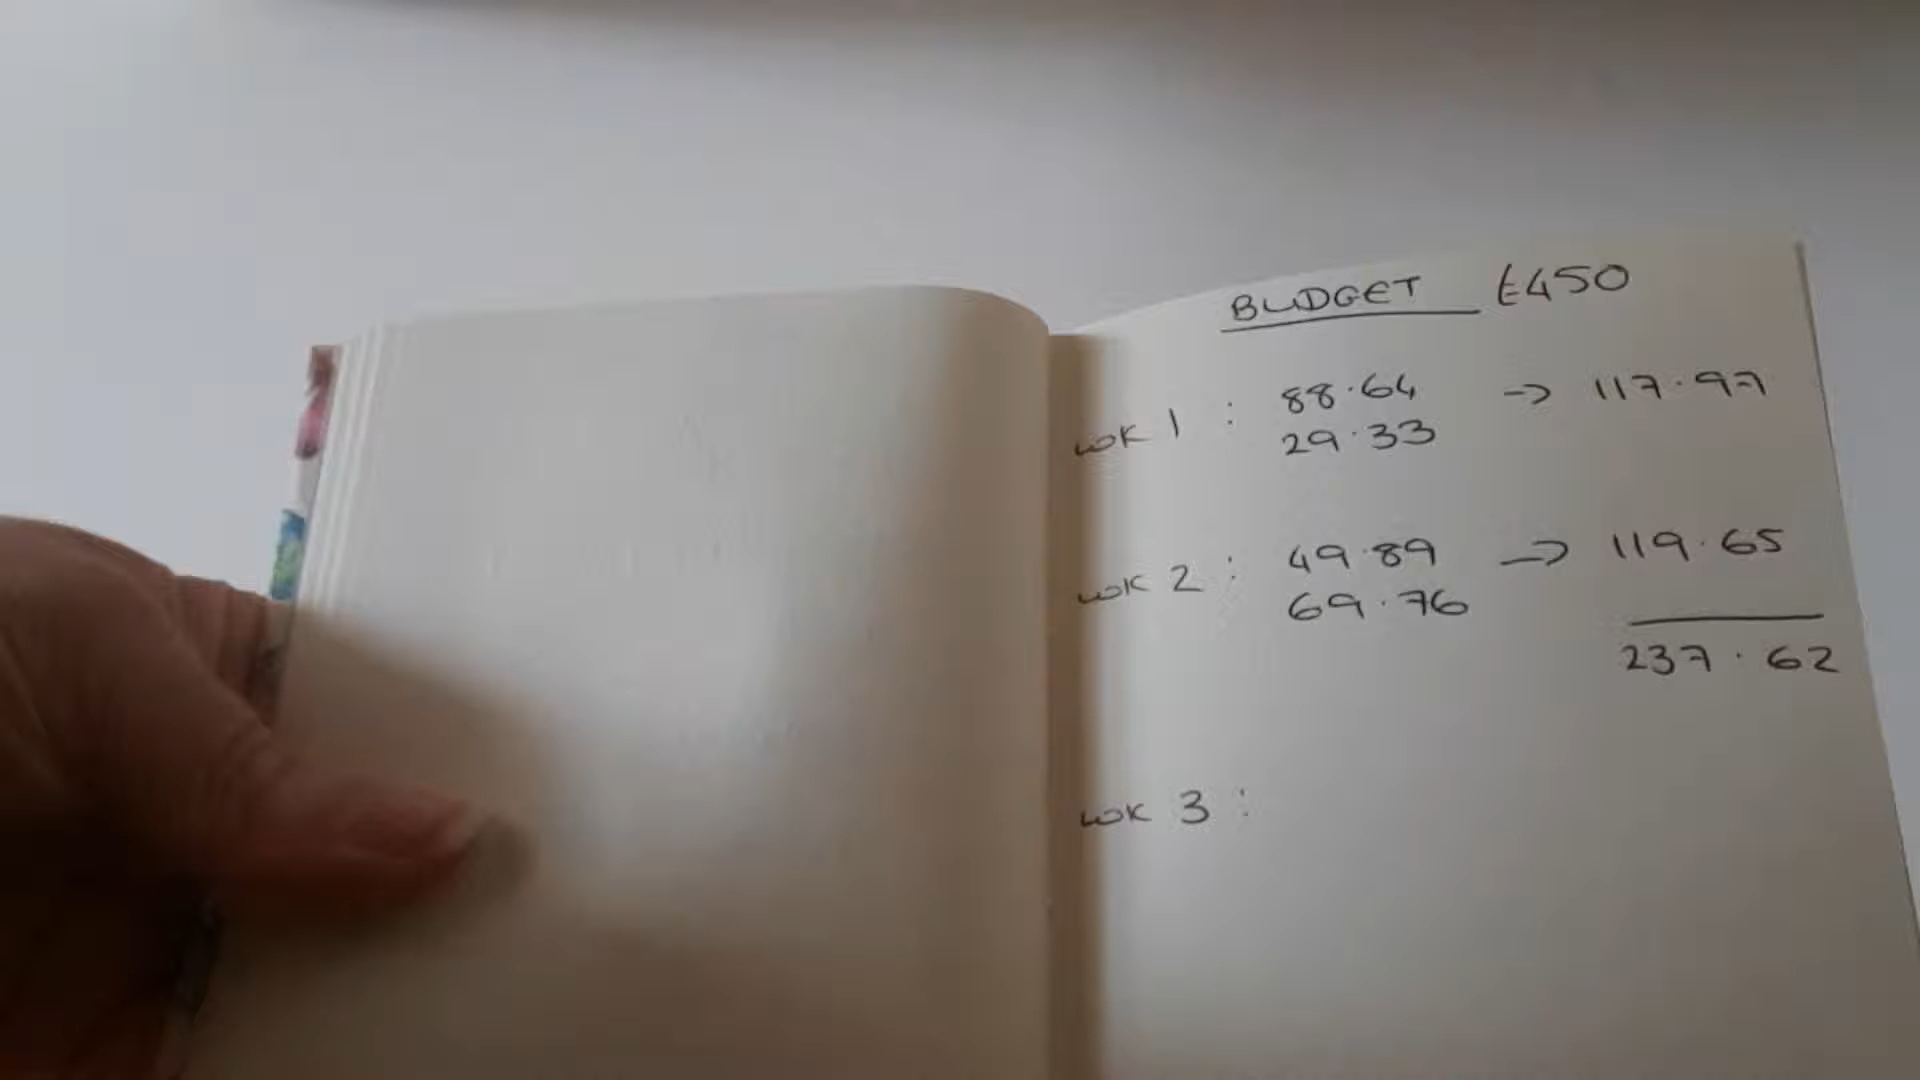 BUDGET £450
wk 1 : 88.64 → 117.97
29.33
wk 2 : 49.89 → 119.65
69.76
237.62
wk 3 :